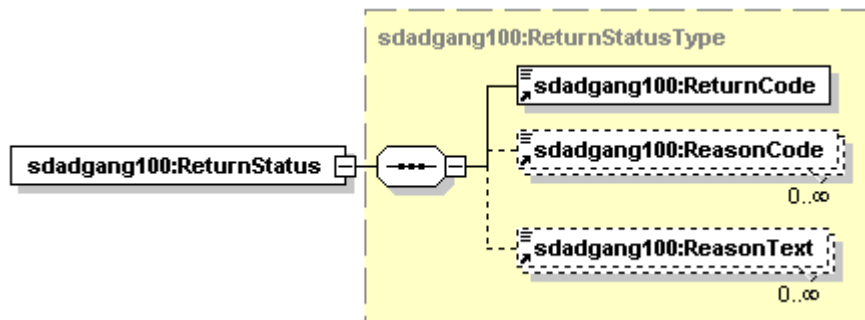 sdadgang100:ReturnStatusType
sdadgang100:ReturnCode
sdadgang100:ReturnStatus
sdadgang100:ReasonCode
0..∞
sdadgang100:ReasonText
0..∞